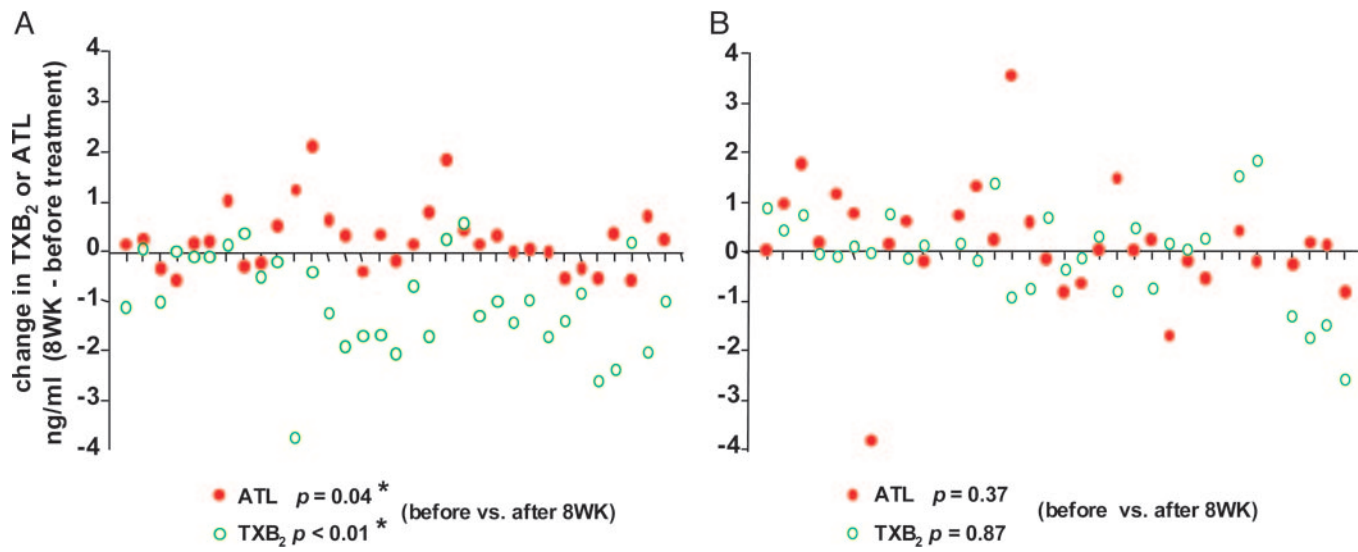 A
B
change in TXB₂ or ATL
ng/ml (8WK - before treatment)
4
3
2
1
0
-1
-2
-3
-4
4
3
2
1
0
-1
-2
-3
-4
ATL p = 0.04 *
TXB₂ p < 0.01 *
(before vs. after 8WK)
ATL p = 0.37
TXB₂ p = 0.87
(before vs. after 8WK)